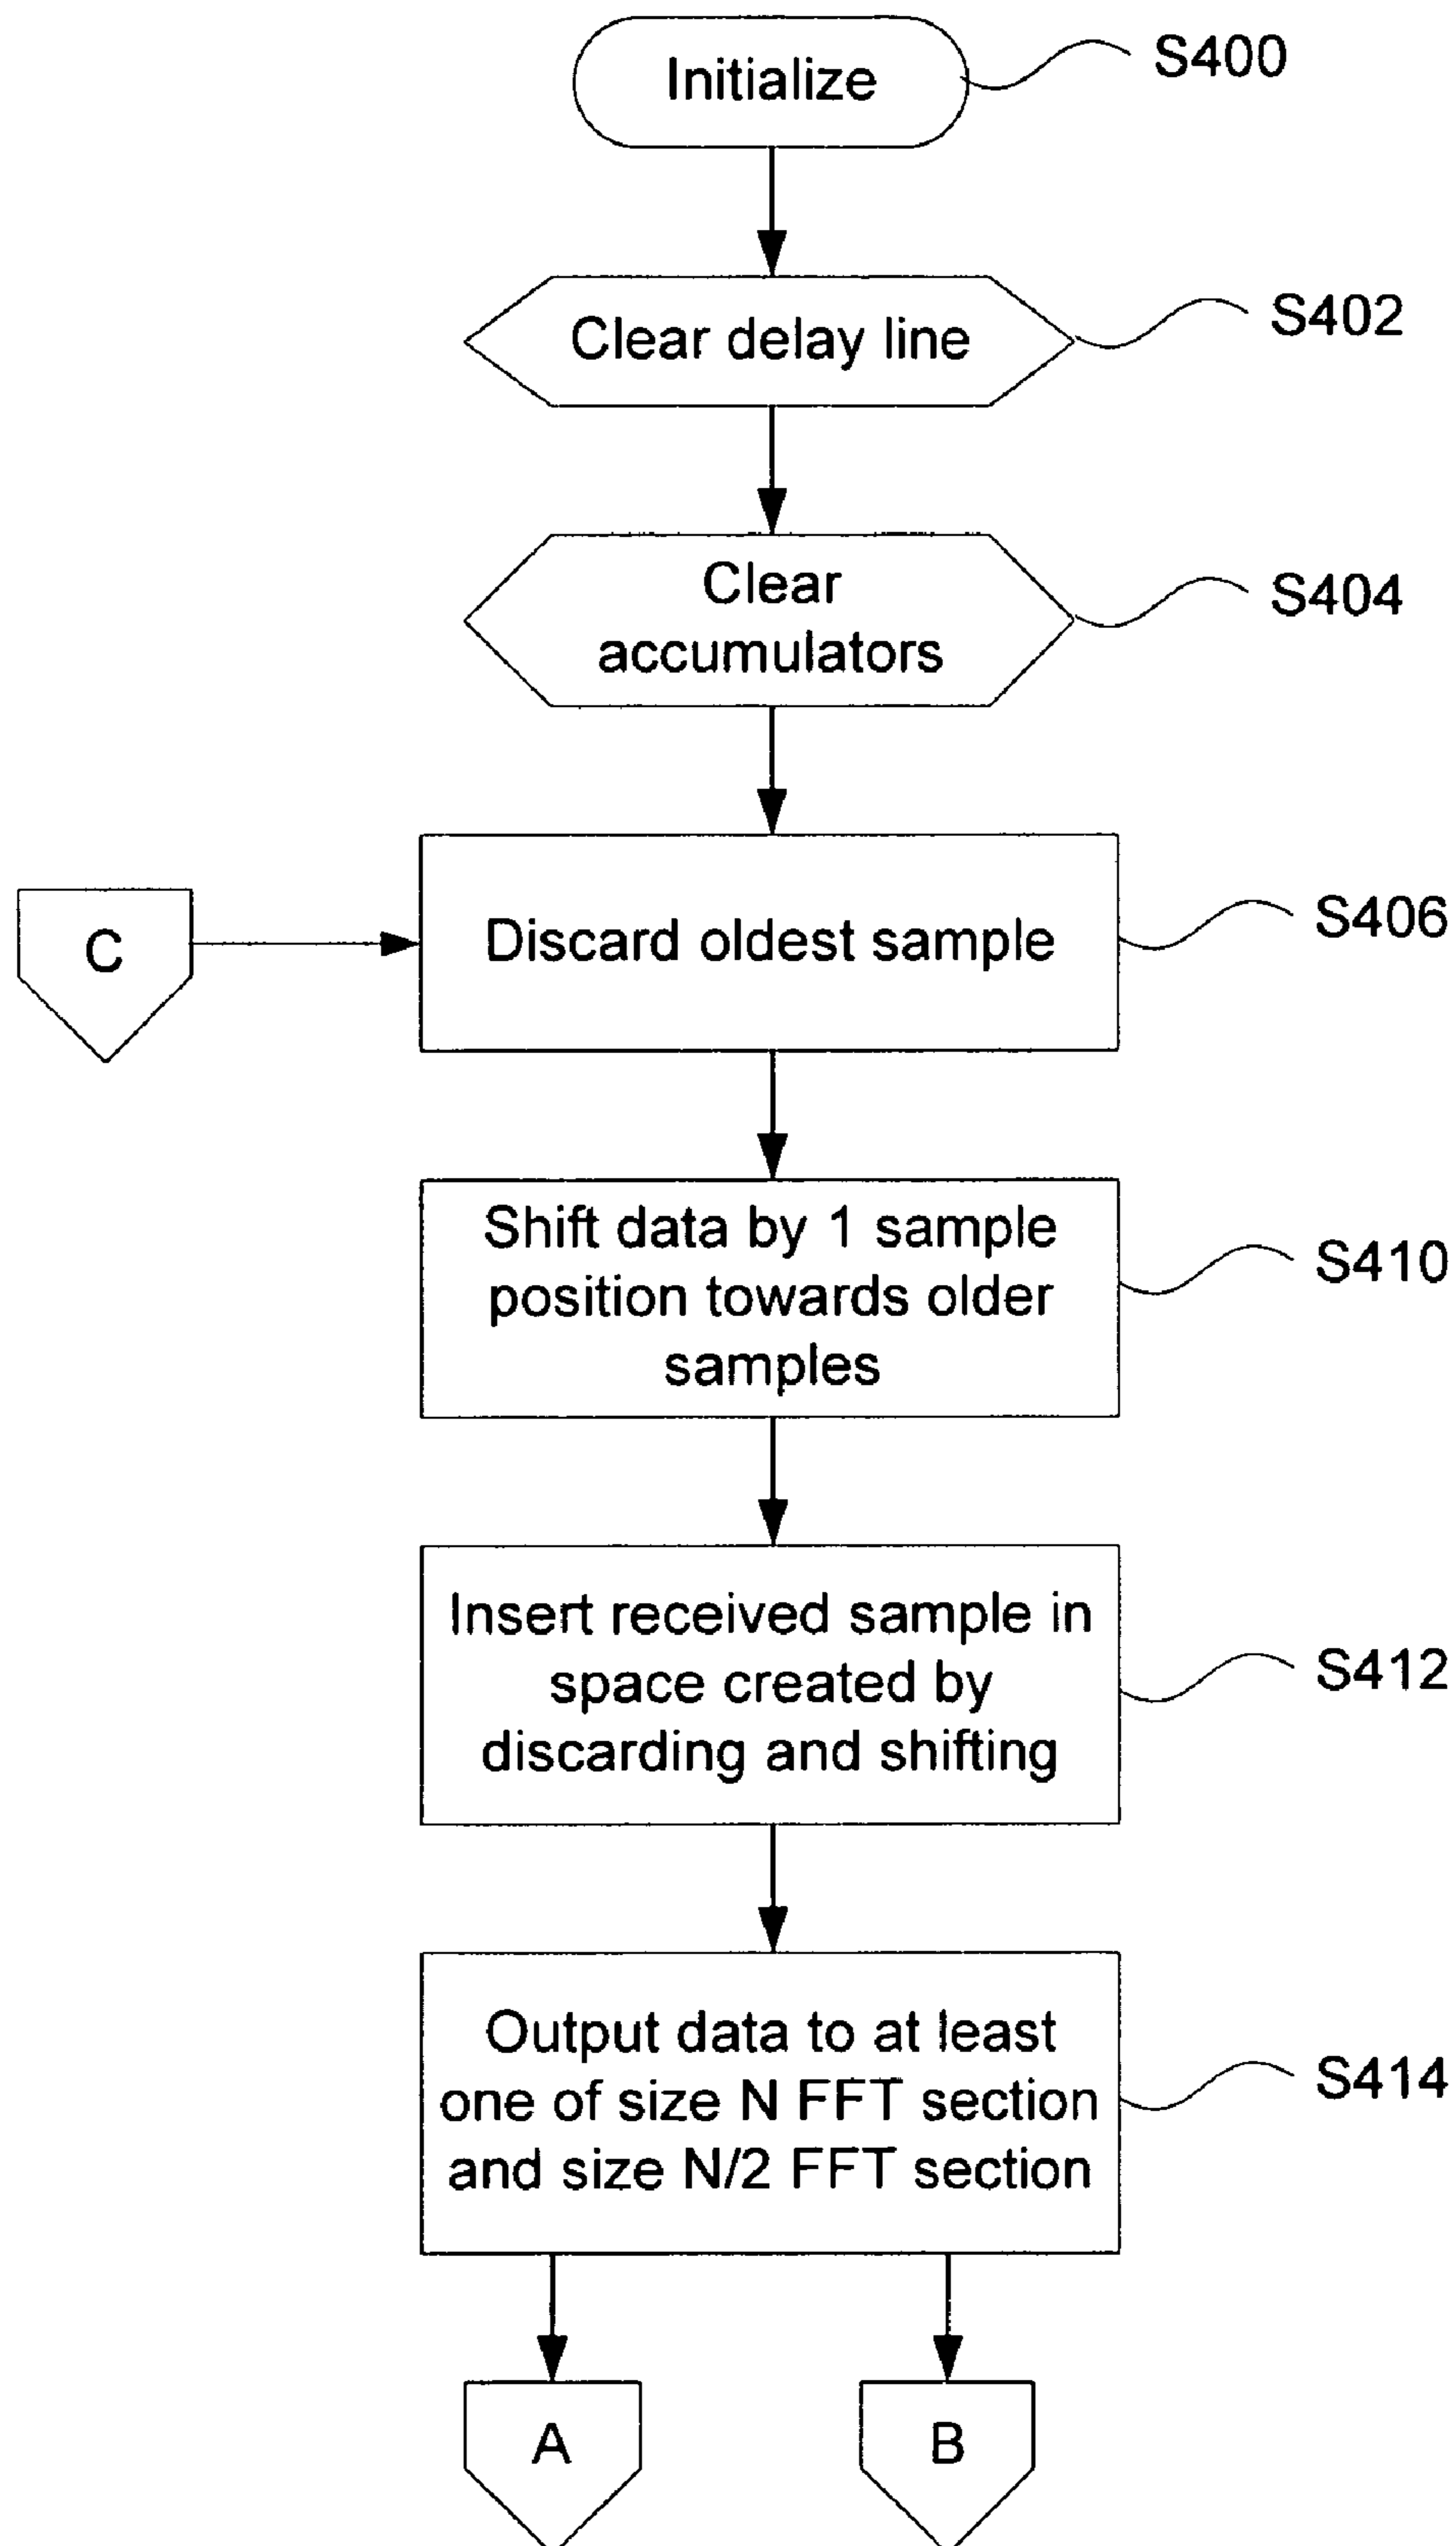 Initialize
S400
Clear delay line
S402
Clear
accumulators
S404
C
Discard oldest sample
S406
Shift data by 1 sample
position towards older
samples
S410
Insert received sample in
space created by
discarding and shifting
S412
Output data to at least
one of size N FFT section
and size N/2 FFT section
S414
A
B